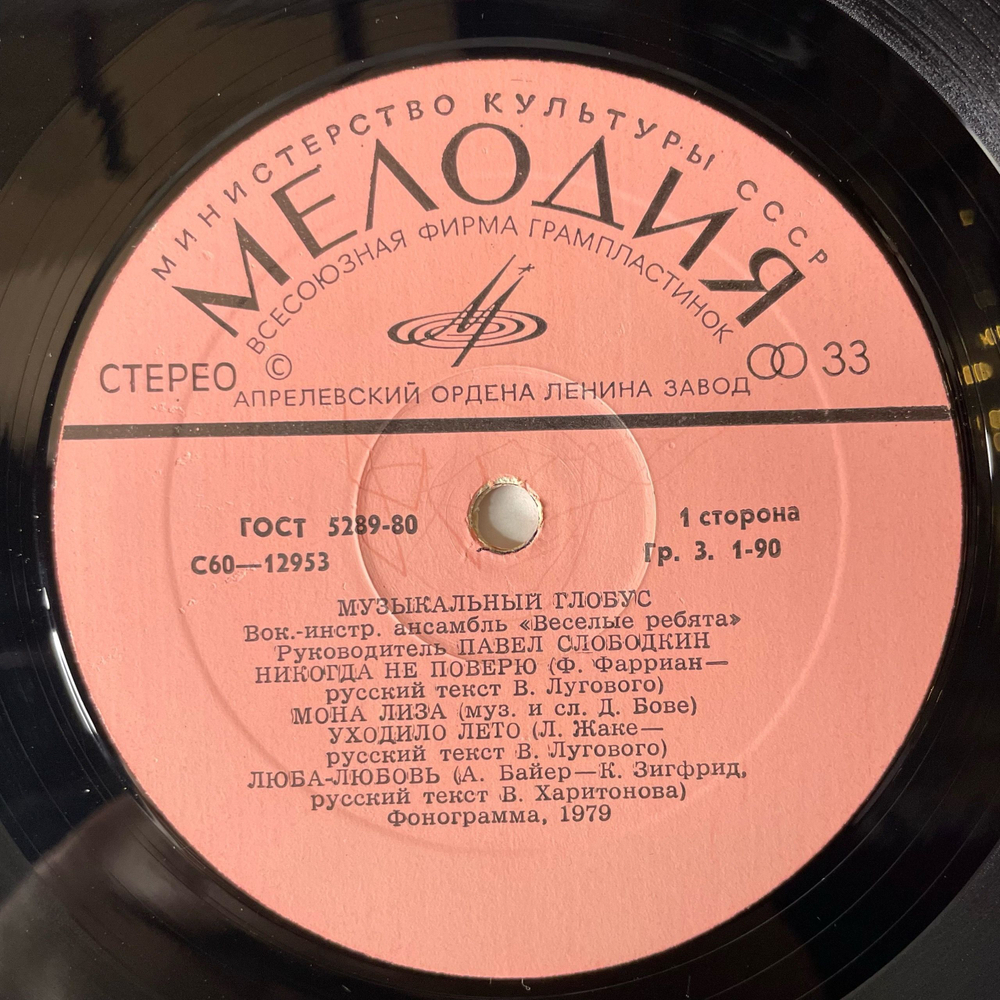 МИНИСТЕРСТВО КУЛЬТУРЫ СССР
МЕЛОДИЯ
ВСЕСОЮЗНАЯ ФИРМА ГРАМПЛАСТИНОК
СТЕРЕО © 33
АПРЕЛЕВСКИЙ ОРДЕНА ЛЕНИНА ЗАВОД
ГОСТ 5289-80 1 сторона
С60—12953 Гр. 3. 1-90
МУЗЫКАЛЬНЫЙ ГЛОБУС
Вок.-инстр. ансамбль «Веселые ребята»
Руководитель ПАВЕЛ СЛОБОДКИН
НИКОГДА НЕ ПОВЕРЮ (Ф. Фарриан—
русский текст В. Лугового)
МОНА ЛИЗА (муз. и сл. Д. Бове)
УХОДИЛО ЛЕТО (Л. Жаке—
русский текст В. Лугового)
ЛЮБА-ЛЮБОВЬ (А. Байер—К. Зигфрид,
русский текст В. Харитонова)
Фонограмма, 1979